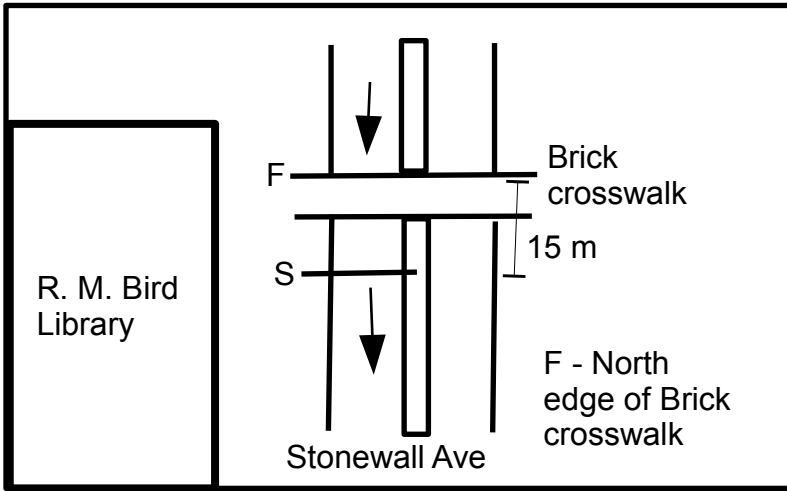 F
Brick
crosswalk
15 m
S
R. M. Bird
Library
F - North
edge of Brick
crosswalk
Stonewall Ave